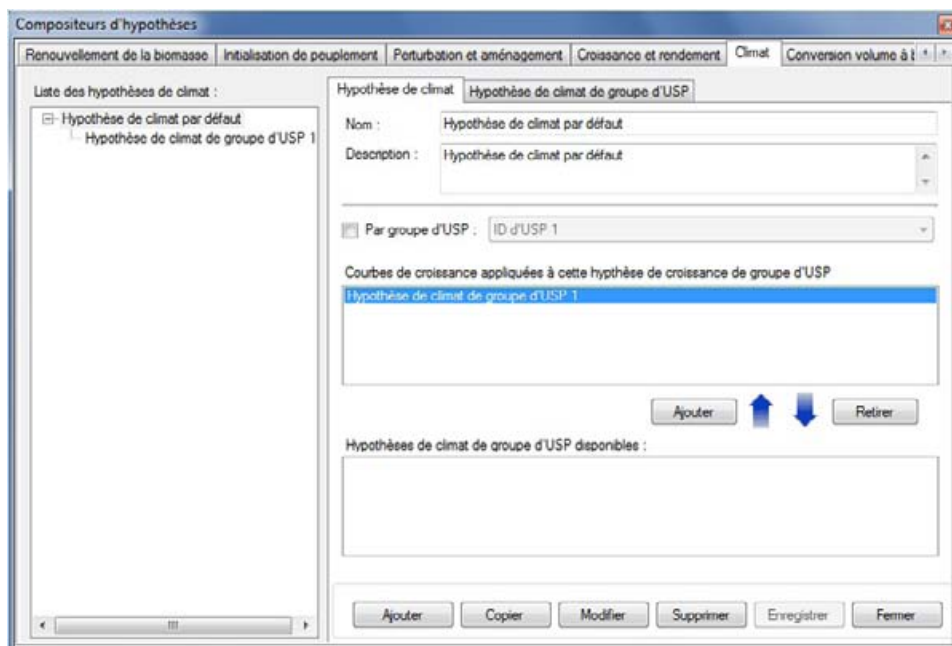 Compositeurs d'hypothèses
Renouvellement de la biomasse
Initialisation de peuplement
Perturbation et aménagement
Croissance et rendement
Climat
Conversion volume à b
Liste des hypothèses de climat :
Hypothèse de climat par défaut
Hypothèse de climat de groupe d'USP 1
Hypothèse de climat
Hypothèse de climat de groupe d'USP
Nom :
Hypothèse de climat par défaut
Description :
Hypothèse de climat par défaut
Par groupe d'USP :
ID d'USP 1
Courbes de croissance appliquées à cette hypthèse de croissance de groupe d'USP
Hypothèse de climat de groupe d'USP 1
Ajouter
Retirer
Hypothèses de climat de groupe d'USP disponibles :
Ajouter
Copier
Modifier
Supprimer
Enregistrer
Fermer